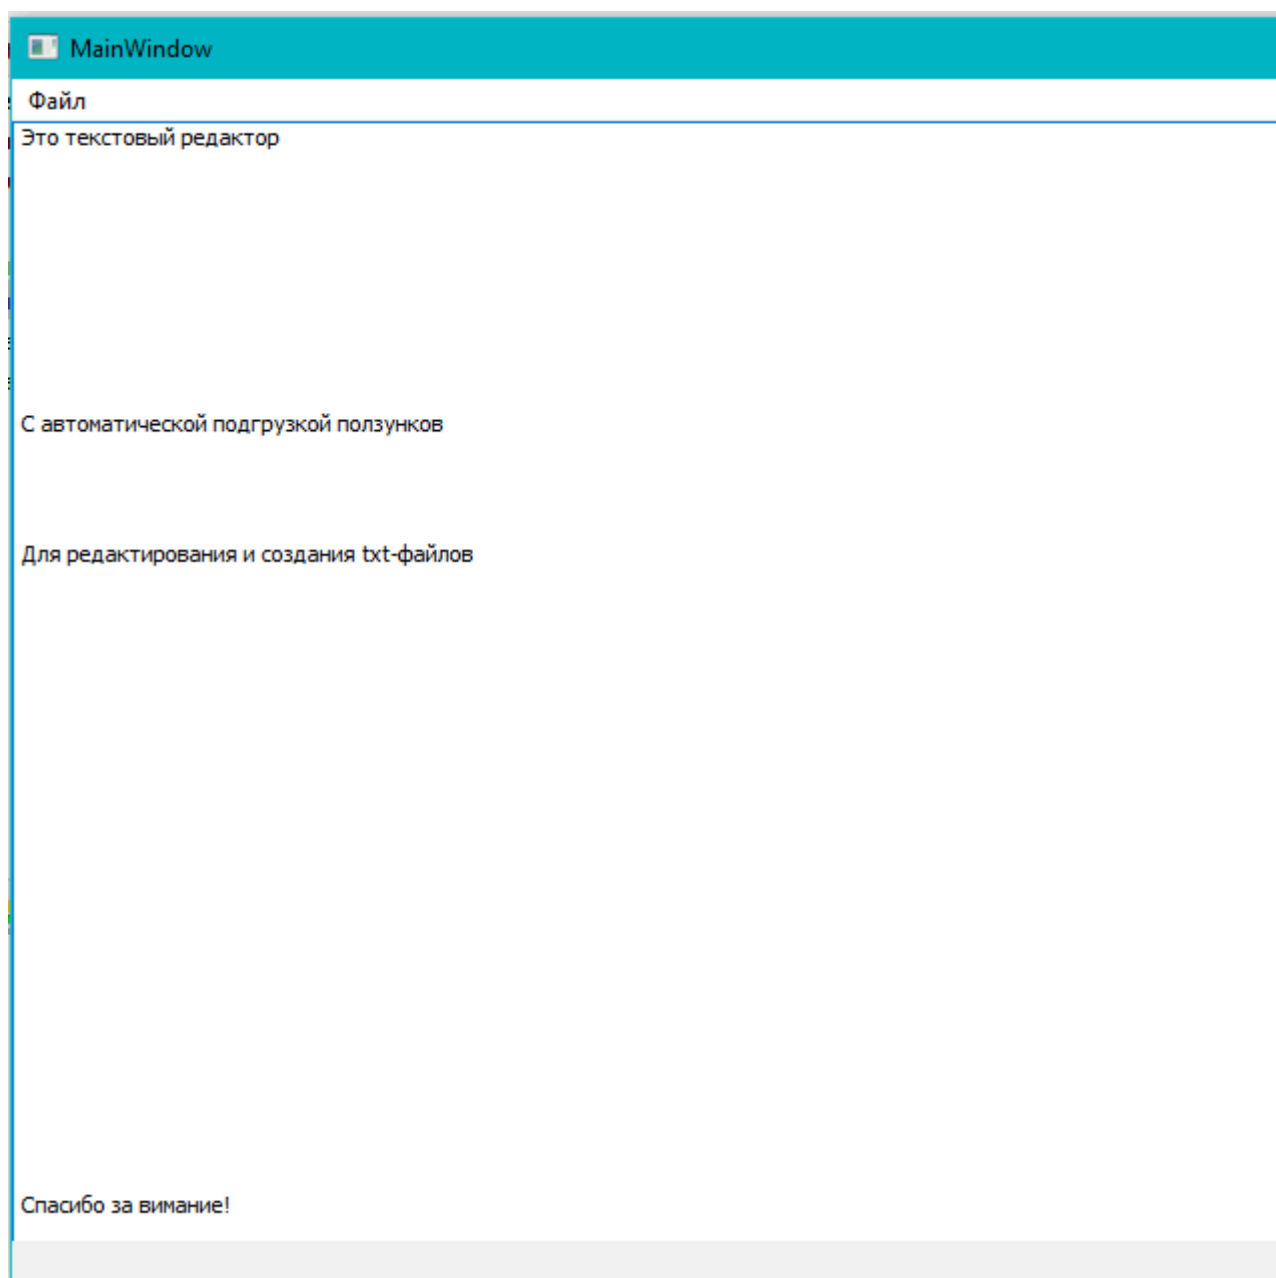 MainWindow
Файл
Это текстовый редактор
С автоматической подгрузкой ползунков
Для редактирования и создания txt-файлов
Спасибо за вимание!